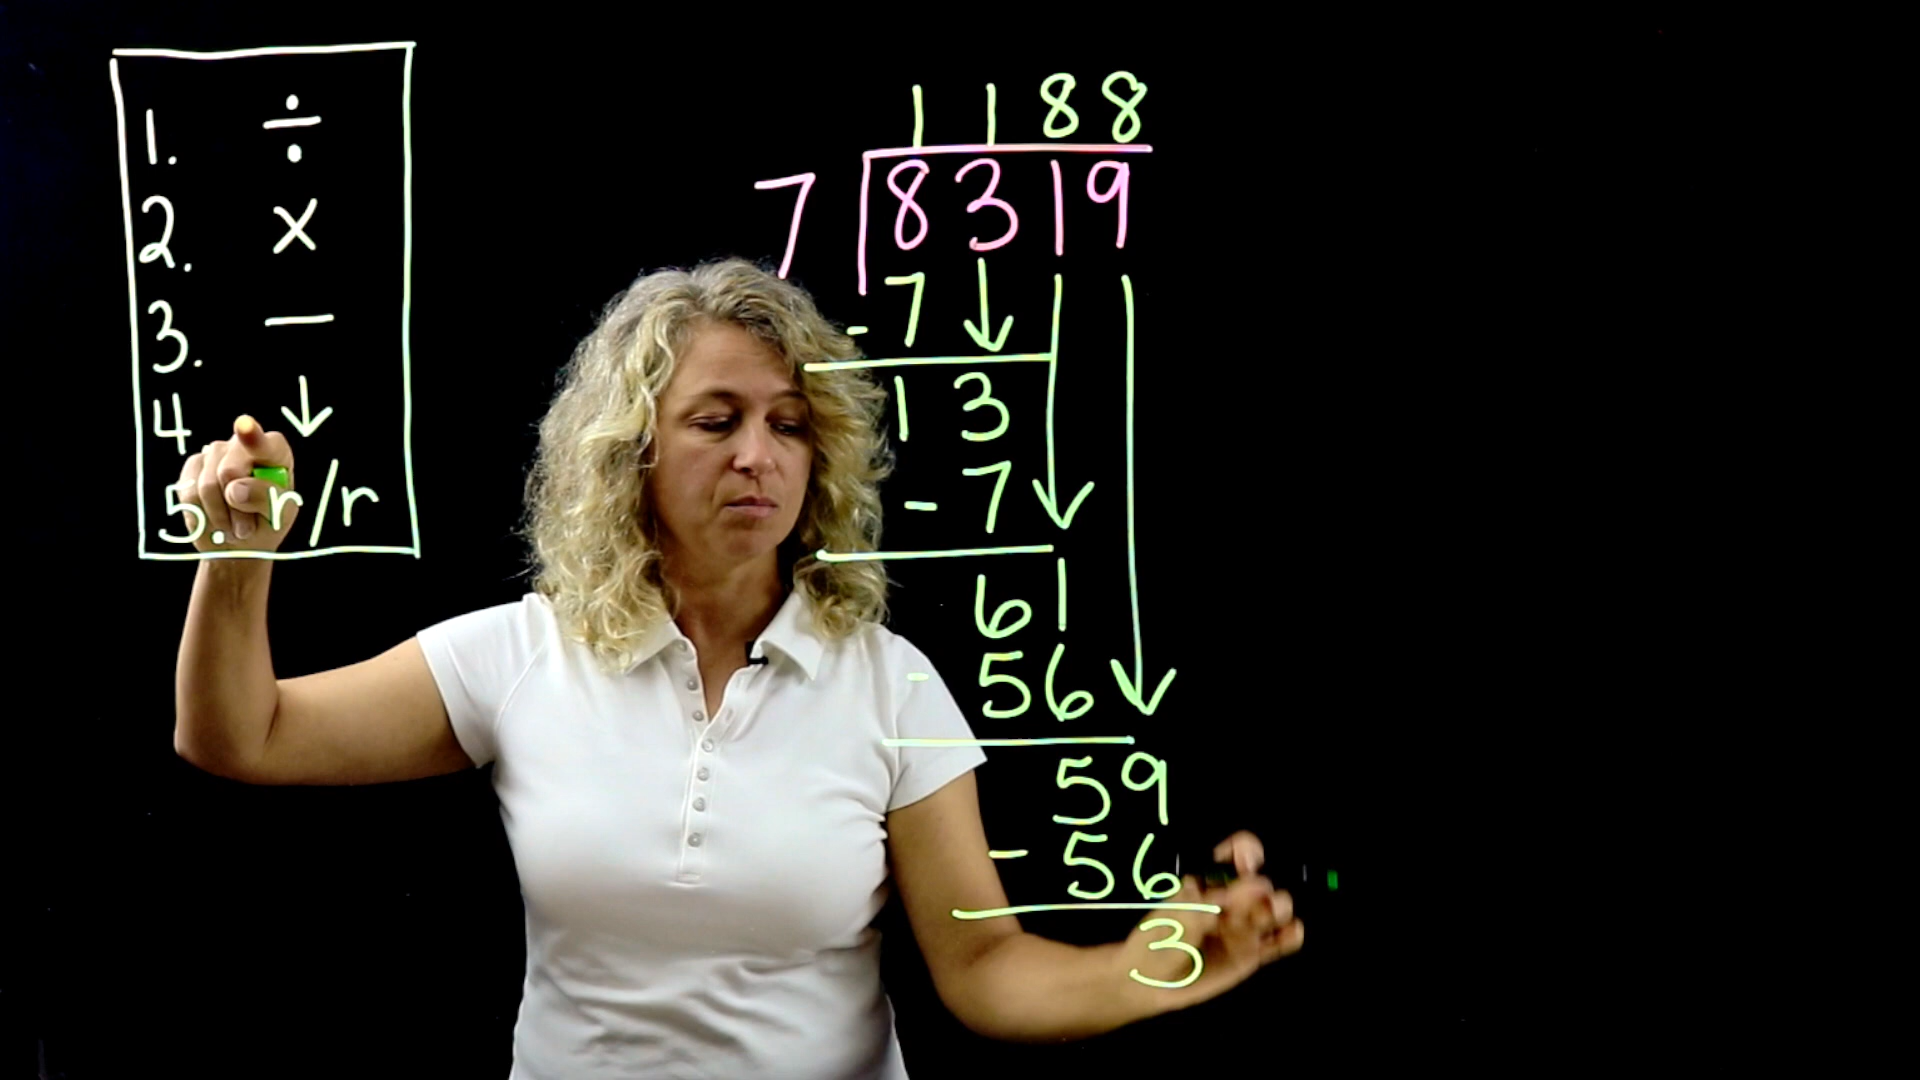 1. ÷
2. ×
3. −
4 ↓
5. r/r
1188
7 8319
- 7 ↓
13
- 7 ↓
61
- 56 ↓
59
- 56
3